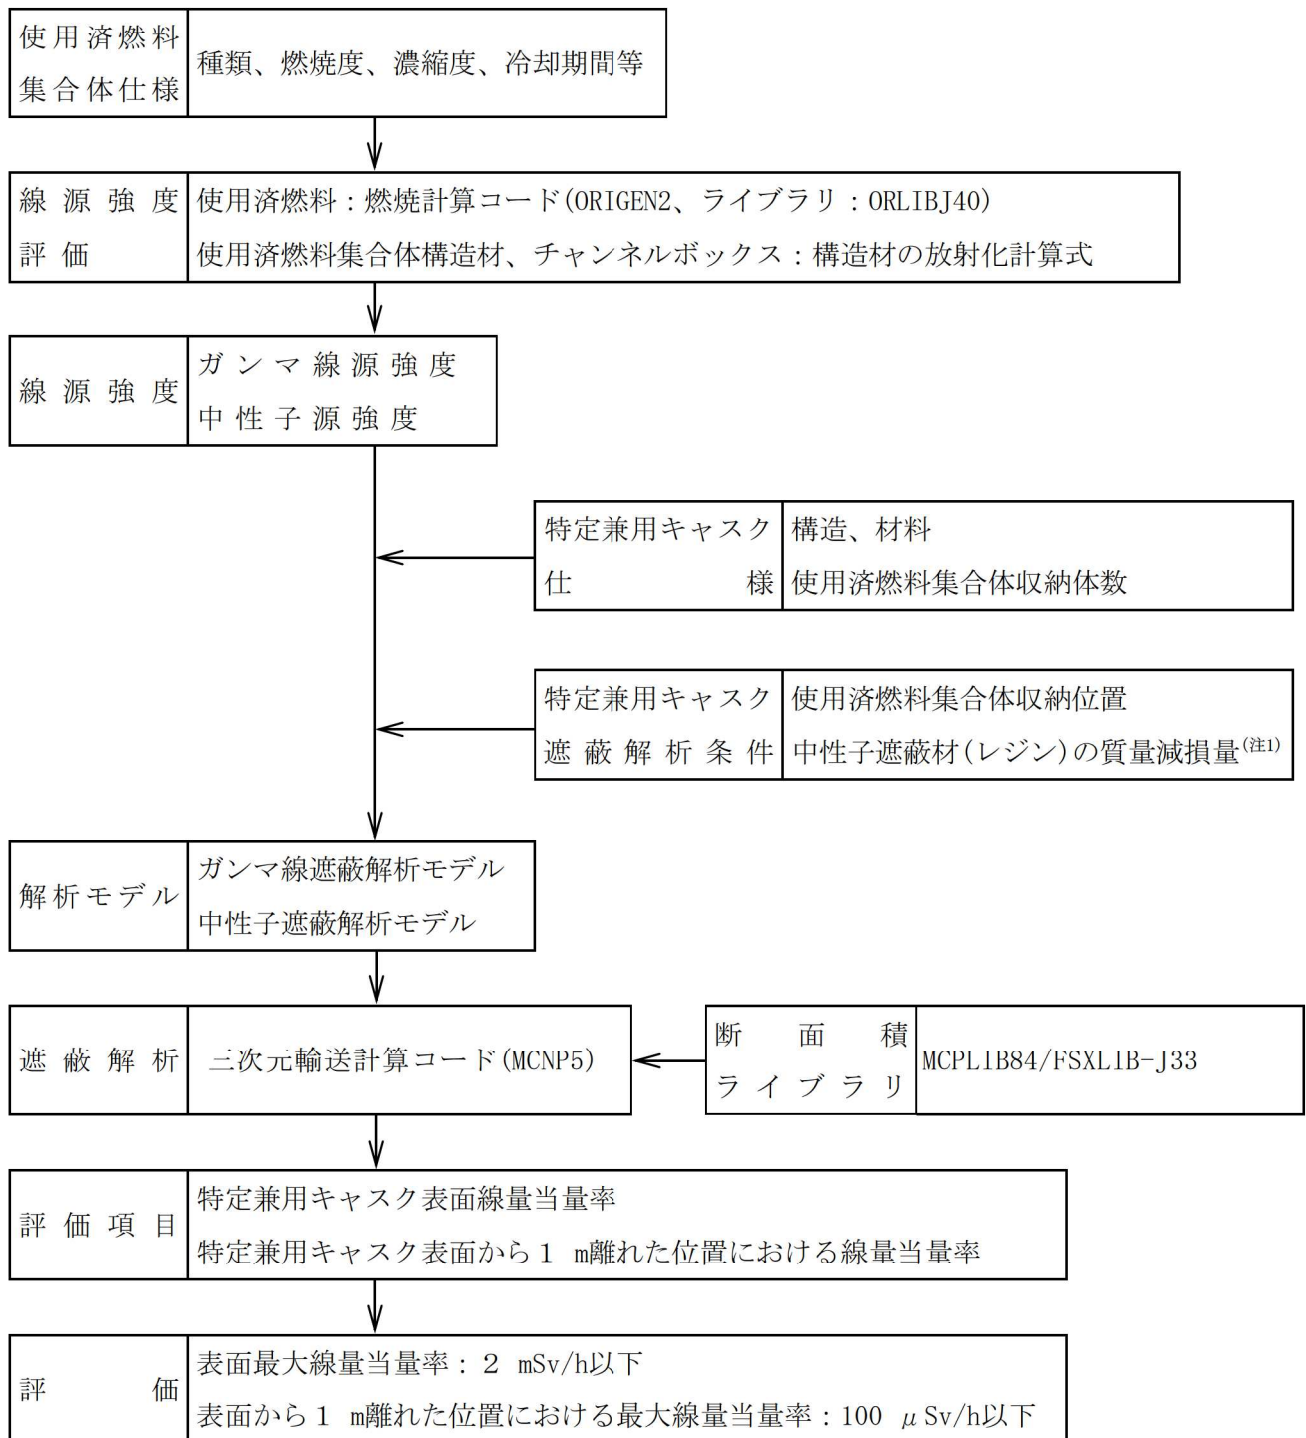 使用済燃料
集合体仕様
種類、燃焼度、濃縮度、冷却期間等
線源強度
評価
使用済燃料：燃焼計算コード(ORIGEN2、ライブラリ：ORLIBJ40)
使用済燃料集合体構造材、チャンネルボックス：構造材の放射化計算式
線源強度
ガンマ線源強度
中性子源強度
特定兼用キャスク
仕様
構造、材料
使用済燃料集合体収納体数
特定兼用キャスク
遮蔽解析条件
使用済燃料集合体収納位置
中性子遮蔽材(レジン)の質量減損量(注1)
解析モデル
ガンマ線遮蔽解析モデル
中性子遮蔽解析モデル
遮蔽解析
三次元輸送計算コード(MCNP5)
断面積
ライブラリ
MCPLIB84/FSXLIB-J33
評価項目
特定兼用キャスク表面線量当量率
特定兼用キャスク表面から１ m離れた位置における線量当量率
評価
表面最大線量当量率：２ mSv/h以下
表面から１ m離れた位置における最大線量当量率：100 μSv/h以下